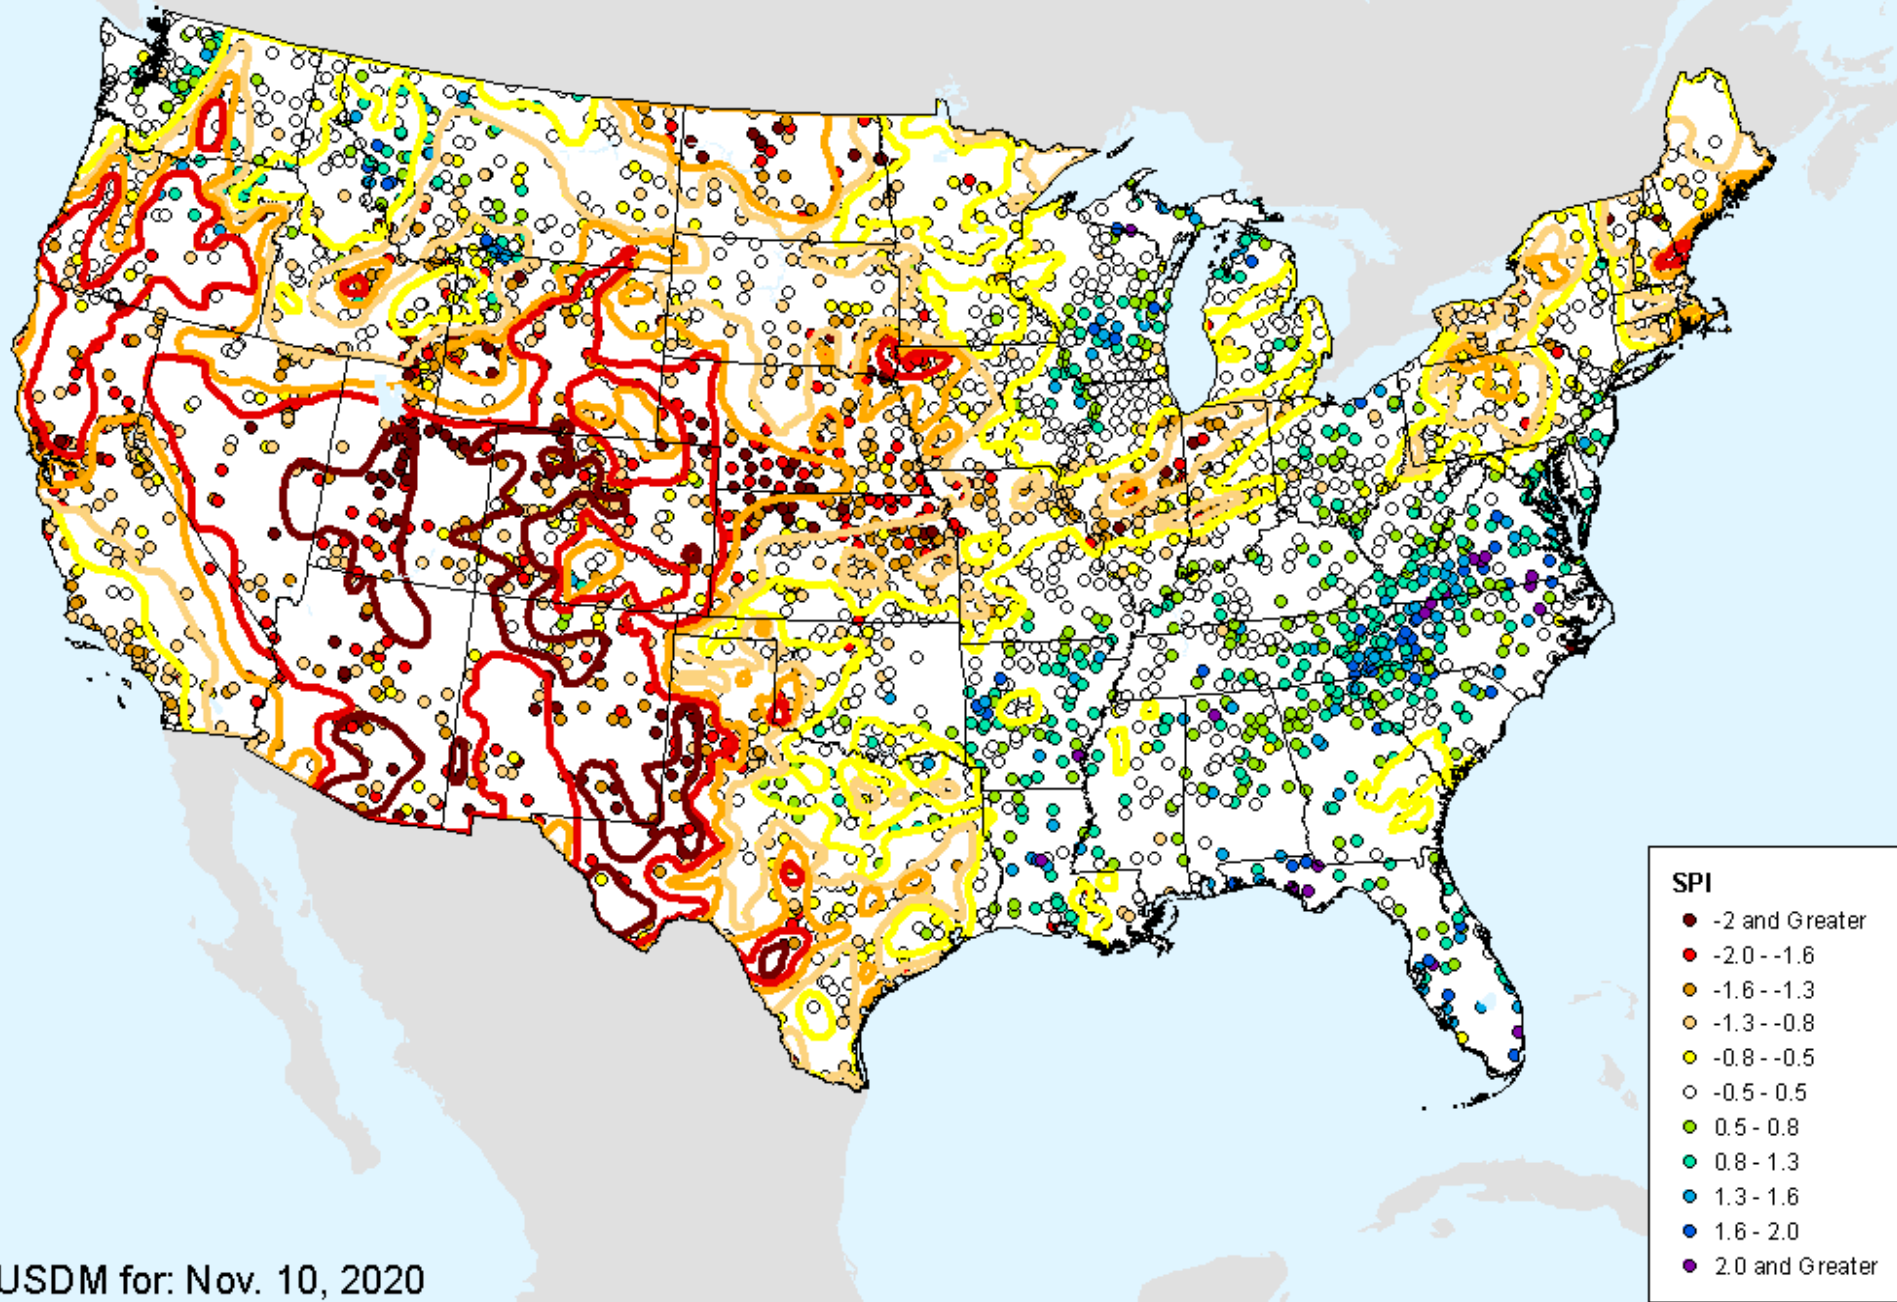 SPI
-2 and Greater
-2.0 - -1.6
-1.6 - -1.3
-1.3 - -0.8
-0.8 - -0.5
-0.5 - 0.5
0.5 - 0.8
0.8 - 1.3
1.3 - 1.6
1.6 - 2.0
2.0 and Greater
USDM for: Nov. 10, 2020